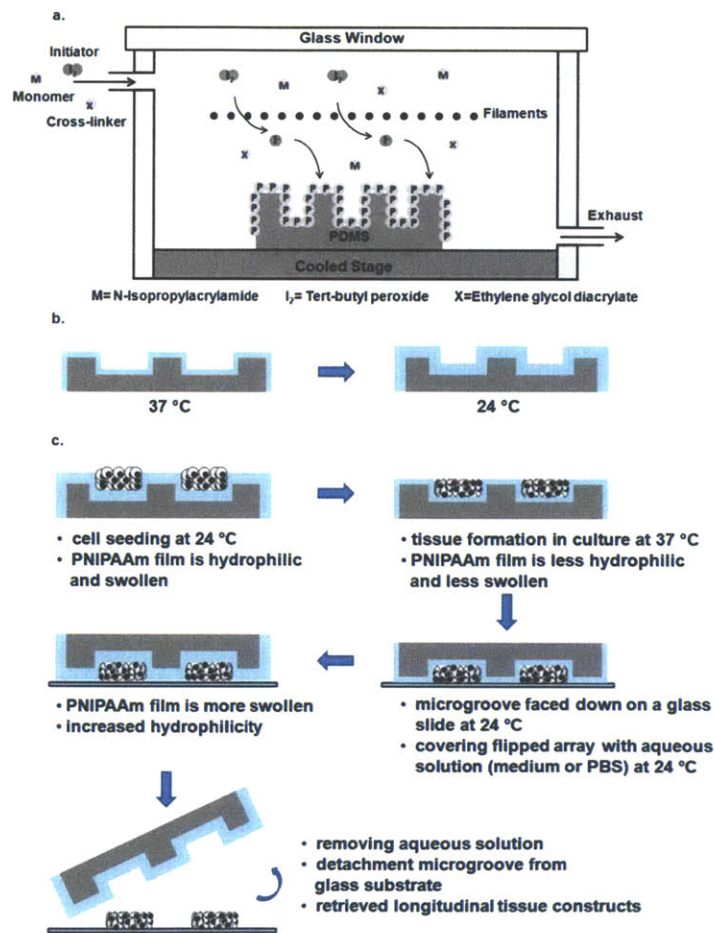 a.
Glass Window
Initiator
I₂
M
Monomer
X
Cross-linker
I₂
I₂
M
M
X
Filaments
I
I
X
X
M
P P P P P P P P P P P P
PDMS
Exhaust
Cooled Stage
M= N-Isopropylacrylamide I₂= Tert-butyl peroxide X=Ethylene glycol diacrylate
b.
37 °C
24 °C
c.
• cell seeding at 24 °C
• PNIPAAm film is hydrophilic
and swollen
• tissue formation in culture at 37 °C
• PNIPAAm film is less hydrophilic
and less swollen
• PNIPAAm film is more swollen
• increased hydrophilicity
• microgroove faced down on a glass
slide at 24 °C
• covering flipped array with aqueous
solution (medium or PBS) at 24 °C
• removing aqueous solution
• detachment microgroove from
glass substrate
• retrieved longitudinal tissue constructs